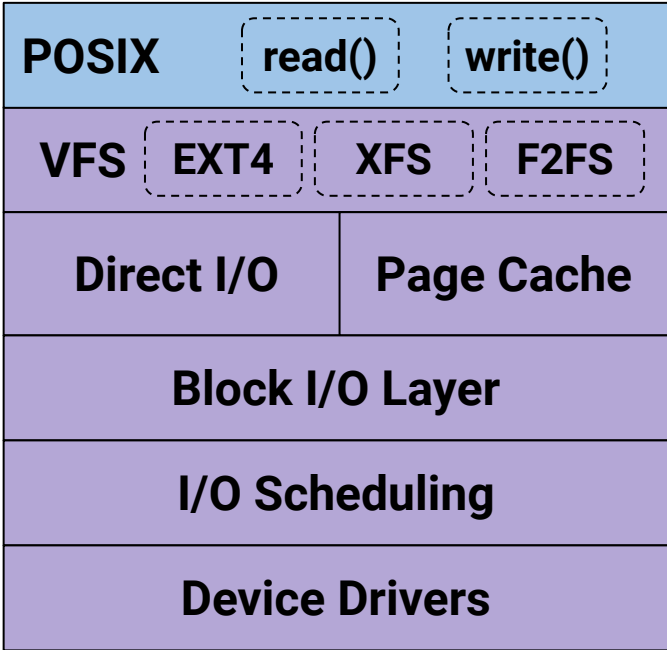 POSIX read() write()
VFS EXT4 XFS F2FS
Direct I/O Page Cache
Block I/O Layer
I/O Scheduling
Device Drivers